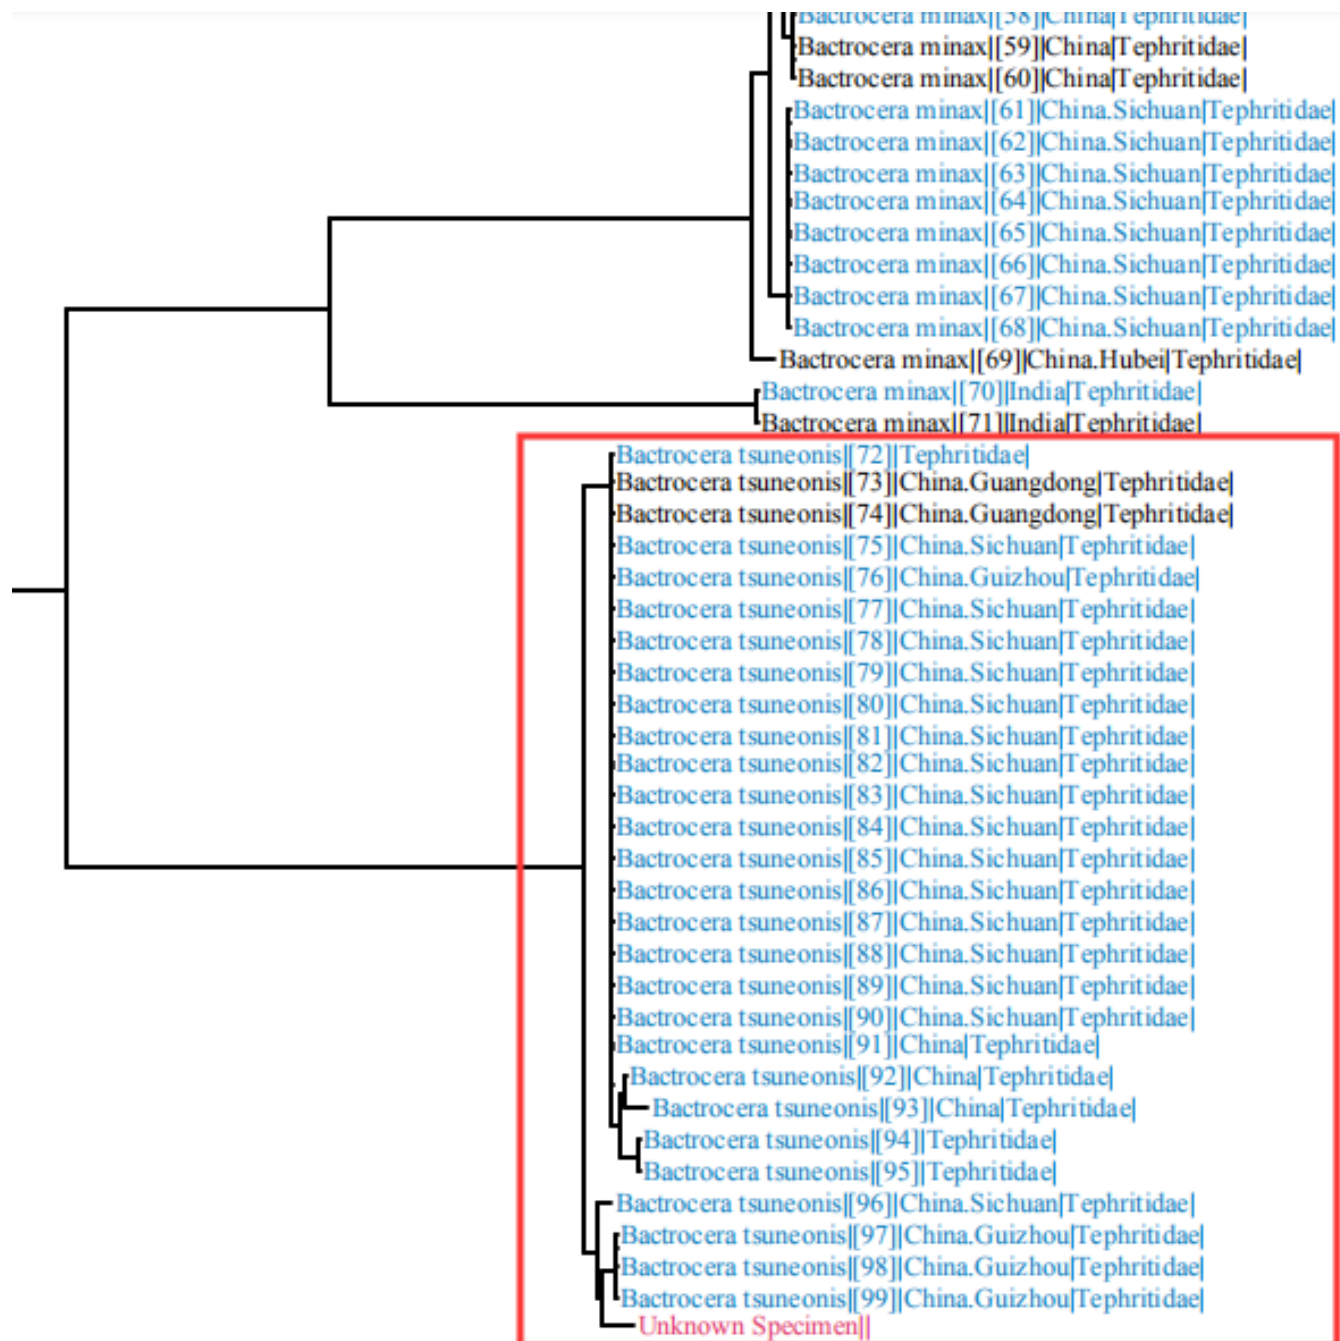 Bactrocera minax|[58]|China|Tephritidae|
Bactrocera minax|[59]|China|Tephritidae|
Bactrocera minax|[60]|China|Tephritidae|
Bactrocera minax|[61]|China.Sichuan|Tephritidae|
Bactrocera minax|[62]|China.Sichuan|Tephritidae|
Bactrocera minax|[63]|China.Sichuan|Tephritidae|
Bactrocera minax|[64]|China.Sichuan|Tephritidae|
Bactrocera minax|[65]|China.Sichuan|Tephritidae|
Bactrocera minax|[66]|China.Sichuan|Tephritidae|
Bactrocera minax|[67]|China.Sichuan|Tephritidae|
Bactrocera minax|[68]|China.Sichuan|Tephritidae|
Bactrocera minax|[69]|China.Hubei|Tephritidae|
Bactrocera minax|[70]|India|Tephritidae|
Bactrocera minax|[71]|India|Tephritidae|
Bactrocera tsuneonis|[72]|Tephritidae|
Bactrocera tsuneonis|[73]|China.Guangdong|Tephritidae|
Bactrocera tsuneonis|[74]|China.Guangdong|Tephritidae|
Bactrocera tsuneonis|[75]|China.Sichuan|Tephritidae|
Bactrocera tsuneonis|[76]|China.Guizhou|Tephritidae|
Bactrocera tsuneonis|[77]|China.Sichuan|Tephritidae|
Bactrocera tsuneonis|[78]|China.Sichuan|Tephritidae|
Bactrocera tsuneonis|[79]|China.Sichuan|Tephritidae|
Bactrocera tsuneonis|[80]|China.Sichuan|Tephritidae|
Bactrocera tsuneonis|[81]|China.Sichuan|Tephritidae|
Bactrocera tsuneonis|[82]|China.Sichuan|Tephritidae|
Bactrocera tsuneonis|[83]|China.Sichuan|Tephritidae|
Bactrocera tsuneonis|[84]|China.Sichuan|Tephritidae|
Bactrocera tsuneonis|[85]|China.Sichuan|Tephritidae|
Bactrocera tsuneonis|[86]|China.Sichuan|Tephritidae|
Bactrocera tsuneonis|[87]|China.Sichuan|Tephritidae|
Bactrocera tsuneonis|[88]|China.Sichuan|Tephritidae|
Bactrocera tsuneonis|[89]|China.Sichuan|Tephritidae|
Bactrocera tsuneonis|[90]|China.Sichuan|Tephritidae|
Bactrocera tsuneonis|[91]|China|Tephritidae|
Bactrocera tsuneonis|[92]|China|Tephritidae|
Bactrocera tsuneonis|[93]|China|Tephritidae|
Bactrocera tsuneonis|[94]|Tephritidae|
Bactrocera tsuneonis|[95]|Tephritidae|
Bactrocera tsuneonis|[96]|China.Sichuan|Tephritidae|
Bactrocera tsuneonis|[97]|China.Guizhou|Tephritidae|
Bactrocera tsuneonis|[98]|China.Guizhou|Tephritidae|
Bactrocera tsuneonis|[99]|China.Guizhou|Tephritidae|
Unknown Specimen||